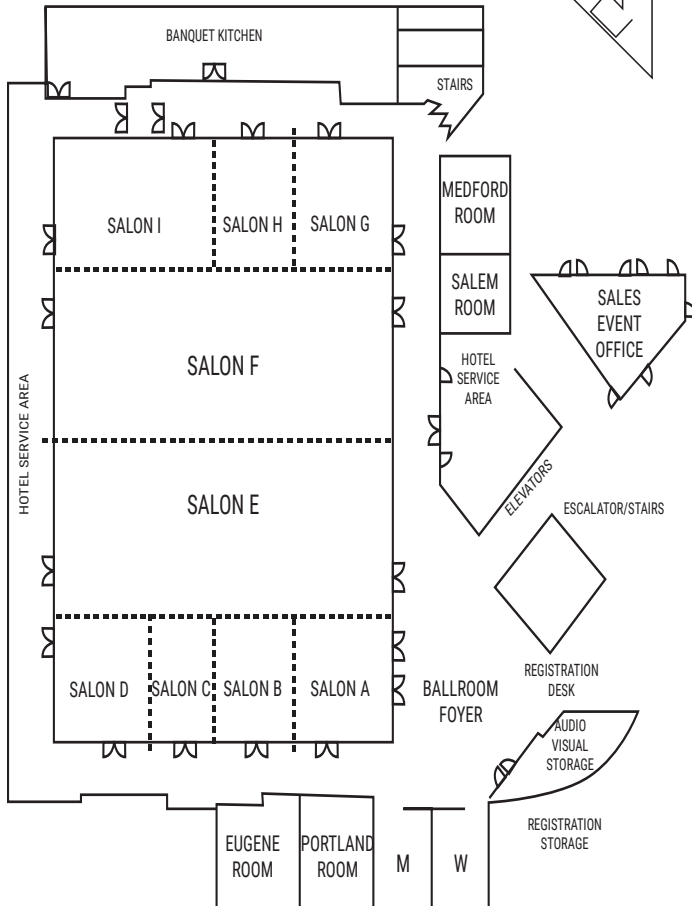 BANQUET KITCHEN
STAIRS
MEDFORD
ROOM
SALON I
SALON H
SALON G
SALEM
ROOM
SALES
EVENT
OFFICE
SALON F
HOTEL
SERVICE
AREA
HOTEL SERVICE AREA
ELEVATORS
SALON E
ESCALATOR/STAIRS
SALON D
SALON C
SALON B
SALON A
BALLROOM
FOYER
REGISTRATION
DESK
AUDIO
VISUAL
STORAGE
REGISTRATION
STORAGE
EUGENE
ROOM
PORTLAND
ROOM
M
W